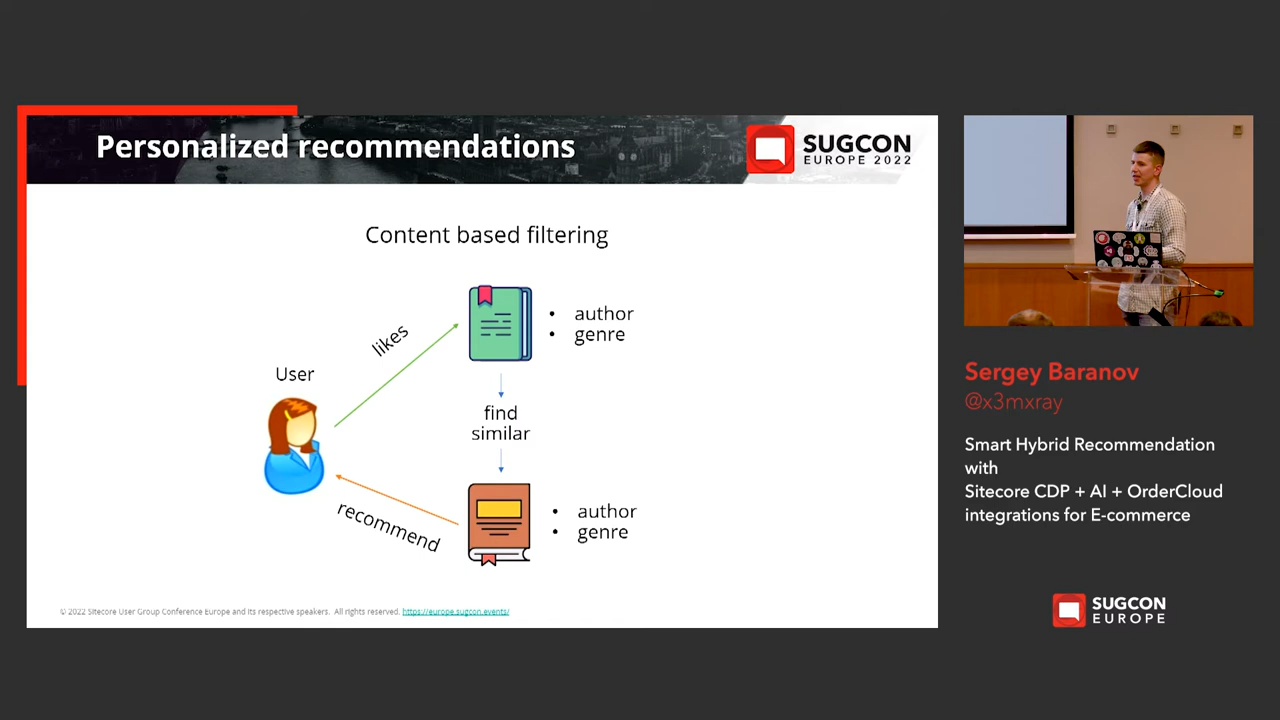 Personalized recommendations
SUGCON
EUROPE 2022
Content based filtering
likes
• author
• genre
User
find
similar
recommend
• author
• genre
© 2022 Sitecore User Group Conference Europe and its respective speakers. All rights reserved. https://europe.sugcon.events/
Sergey Baranov
@x3mxray
Smart Hybrid Recommendation
with
Sitecore CDP + AI + OrderCloud
integrations for E-commerce
SUGCON
EUROPE